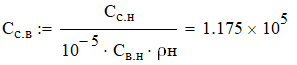 Cс.в := Cс.н / (10^-5 · Cв.н · ρн) = 1.175 × 10^5